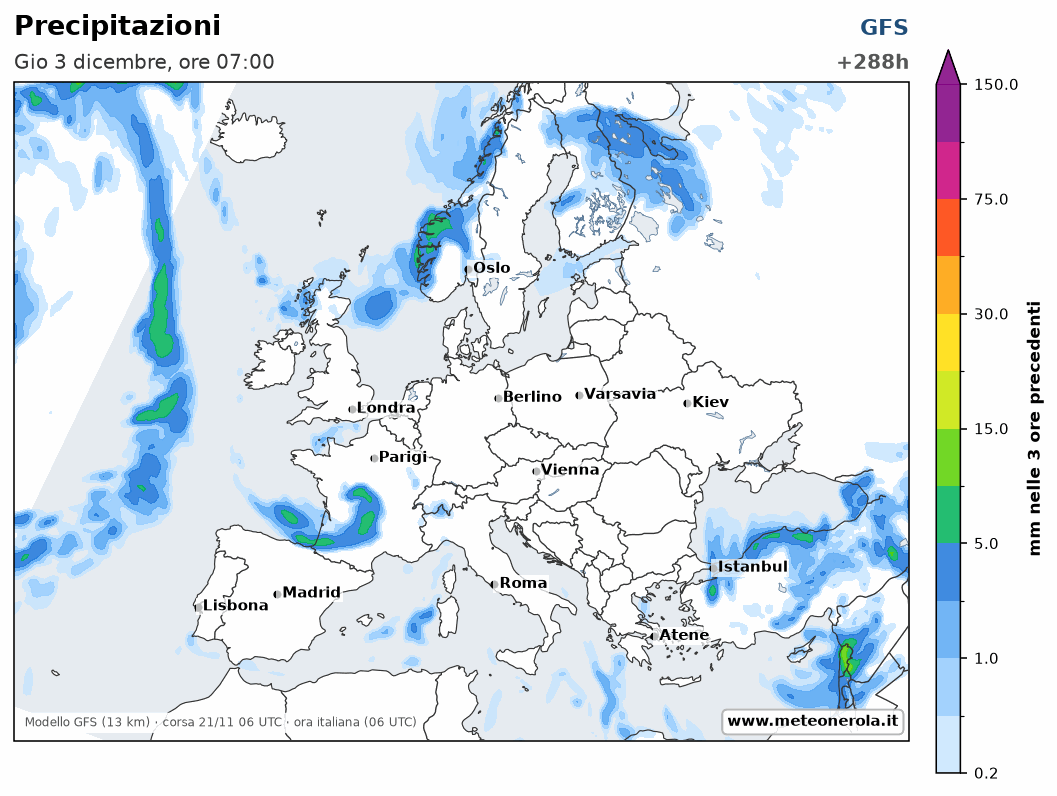 Precipitazioni
GFS
Gio 3 dicembre, ore 07:00
+288h
150.0
75.0
30.0
15.0
5.0
1.0
0.2
mm nelle 3 ore precedenti
Oslo
Londra
Berlino
Varsavia
Kiev
Parigi
Vienna
Istanbul
Roma
Madrid
Lisbona
Atene
Modello GFS (13 km) · corsa 21/11 06 UTC · ora italiana (06 UTC)
www.meteonerola.it